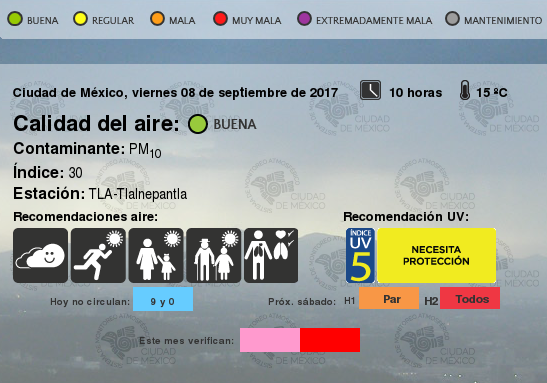 BUENA REGULAR MALA MUY MALA EXTREMADAMENTE MALA MANTENIMIENTO
Ciudad de México, viernes 08 de septiembre de 2017 10 horas 15 ºC
Calidad del aire: BUENA
Contaminante: PM10
Índice: 30
Estación: TLA-Tlalnepantla
Recomendaciones aire: Recomendación UV:
ÍNDICE UV 5 NECESITA PROTECCIÓN
Hoy no circulan: 9 y 0 Próx. sábado: H1 Par H2 Todos
Este mes verifican: